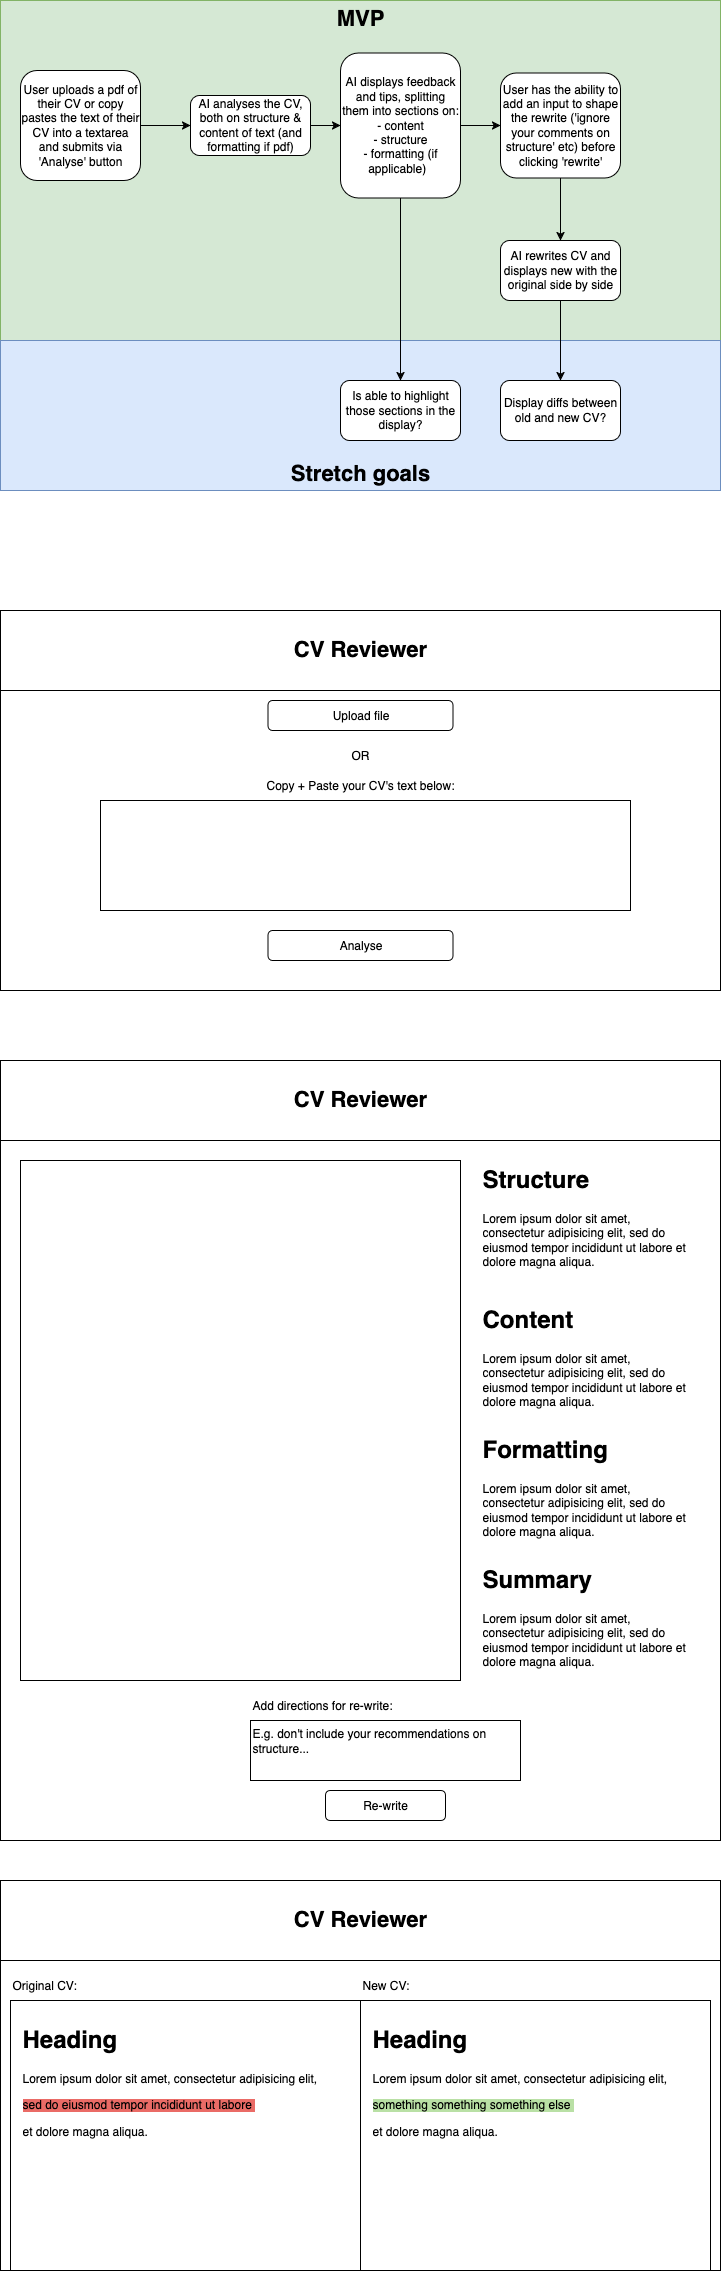 MVP
User uploads a pdf of
their CV or copy
pastes the text of their
CV into a textarea
and submits via
'Analyse' button
AI analyses the CV,
both on structure &
content of text (and
formatting if pdf)
AI displays feedback
and tips, splitting
them into sections on:
- content
- structure
- formatting (if
applicable)
User has the ability to
add an input to shape
the rewrite ('ignore
your comments on
structure' etc) before
clicking 'rewrite'
AI rewrites CV and
displays new with the
original side by side
Is able to highlight
those sections in the
display?
Display diffs between
old and new CV?
Stretch goals
CV Reviewer
Upload file
OR
Copy + Paste your CV's text below:
Analyse
CV Reviewer
Structure
Lorem ipsum dolor sit amet,
consectetur adipisicing elit, sed do
eiusmod tempor incididunt ut labore et
dolore magna aliqua.
Content
Lorem ipsum dolor sit amet,
consectetur adipisicing elit, sed do
eiusmod tempor incididunt ut labore et
dolore magna aliqua.
Formatting
Lorem ipsum dolor sit amet,
consectetur adipisicing elit, sed do
eiusmod tempor incididunt ut labore et
dolore magna aliqua.
Summary
Lorem ipsum dolor sit amet,
consectetur adipisicing elit, sed do
eiusmod tempor incididunt ut labore et
dolore magna aliqua.
Add directions for re-write:
E.g. don't include your recommendations on
structure...
Re-write
CV Reviewer
Original CV:
Heading
Lorem ipsum dolor sit amet, consectetur adipisicing elit,
sed do eiusmod tempor incididunt ut labore
et dolore magna aliqua.
New CV:
Heading
Lorem ipsum dolor sit amet, consectetur adipisicing elit,
something something something else
et dolore magna aliqua.